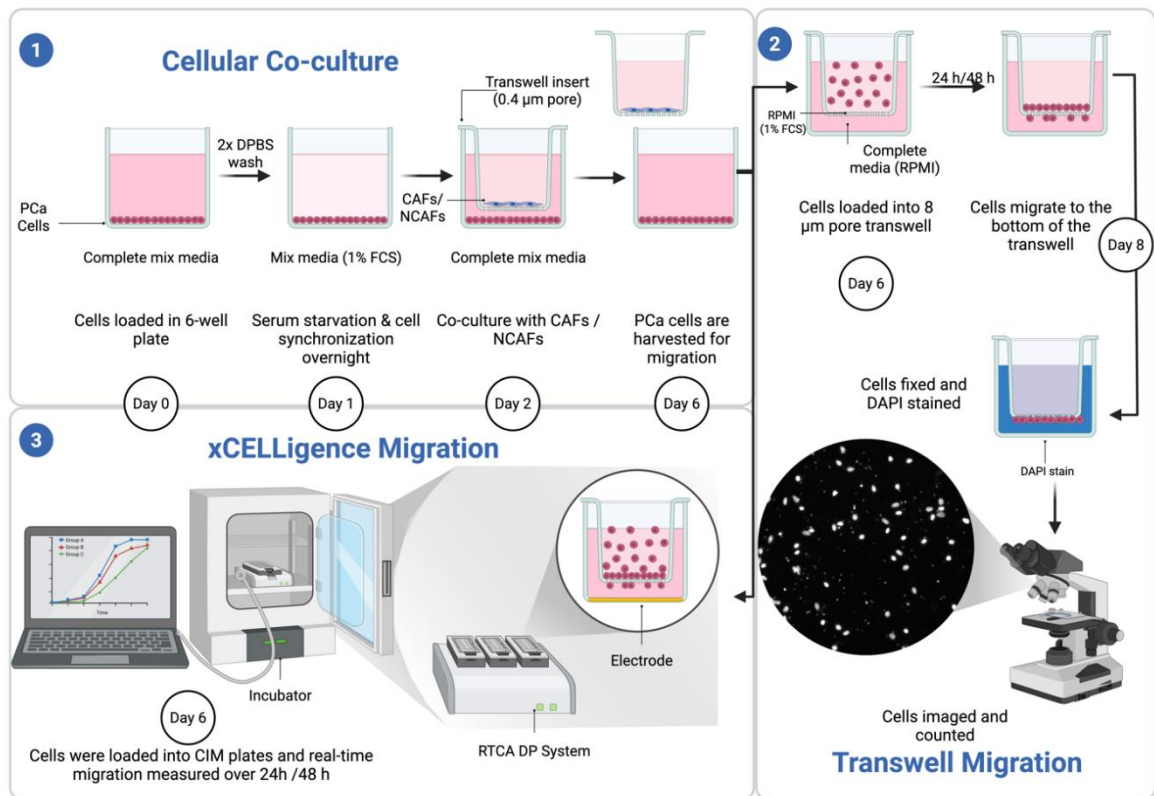 1
Cellular Co-culture
Transwell insert
(0.4 µm pore)
2x DPBS
wash
PCa
Cells
CAFs/
NCAFs
Complete mix media
Mix media (1% FCS)
Complete mix media
Cells loaded in 6-well
plate
Serum starvation & cell
synchronization
overnight
Co-culture with CAFs /
NCAFs
PCa cells are
harvested for
migration
Day 0
Day 1
Day 2
Day 6
2
24 h/48 h
RPMI
(1% FCS)
Complete
media (RPMI)
Cells loaded into 8
µm pore transwell
Cells migrate to the
bottom of the
transwell
Day 8
Day 6
Cells fixed and
DAPI stained
DAPI stain
Cells imaged and
counted
Transwell Migration
3
xCELLigence Migration
Group A
Group B
Group C
Time
Incubator
Electrode
RTCA DP System
Day 6
Cells were loaded into CIM plates and real-time
migration measured over 24h /48 h